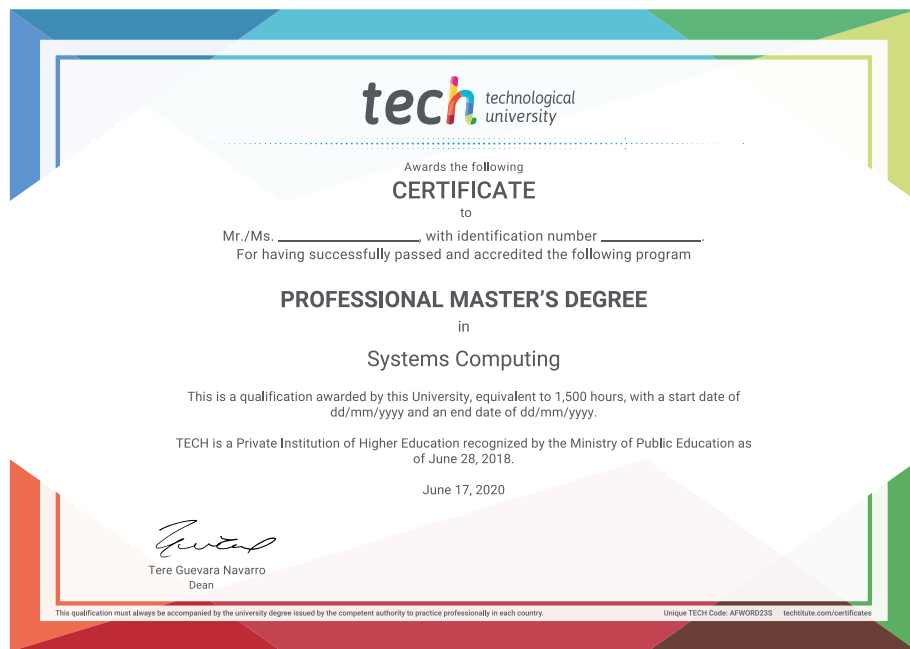 tech technological
university
Awards the following
CERTIFICATE
to
Mr./Ms. ____________________, with identification number ______________.
For having successfully passed and accredited the following program
PROFESSIONAL MASTER’S DEGREE
in
Systems Computing
This is a qualification awarded by this University, equivalent to 1,500 hours, with a start date of
dd/mm/yyyy and an end date of dd/mm/yyyy.
TECH is a Private Institution of Higher Education recognized by the Ministry of Public Education as
of June 28, 2018.
June 17, 2020
Tere Guevara Navarro
Dean
This qualification must always be accompanied by the university degree issued by the competent authority to practice professionally in each country.
Unique TECH Code: AFWORD23S techtitute.com/certificates